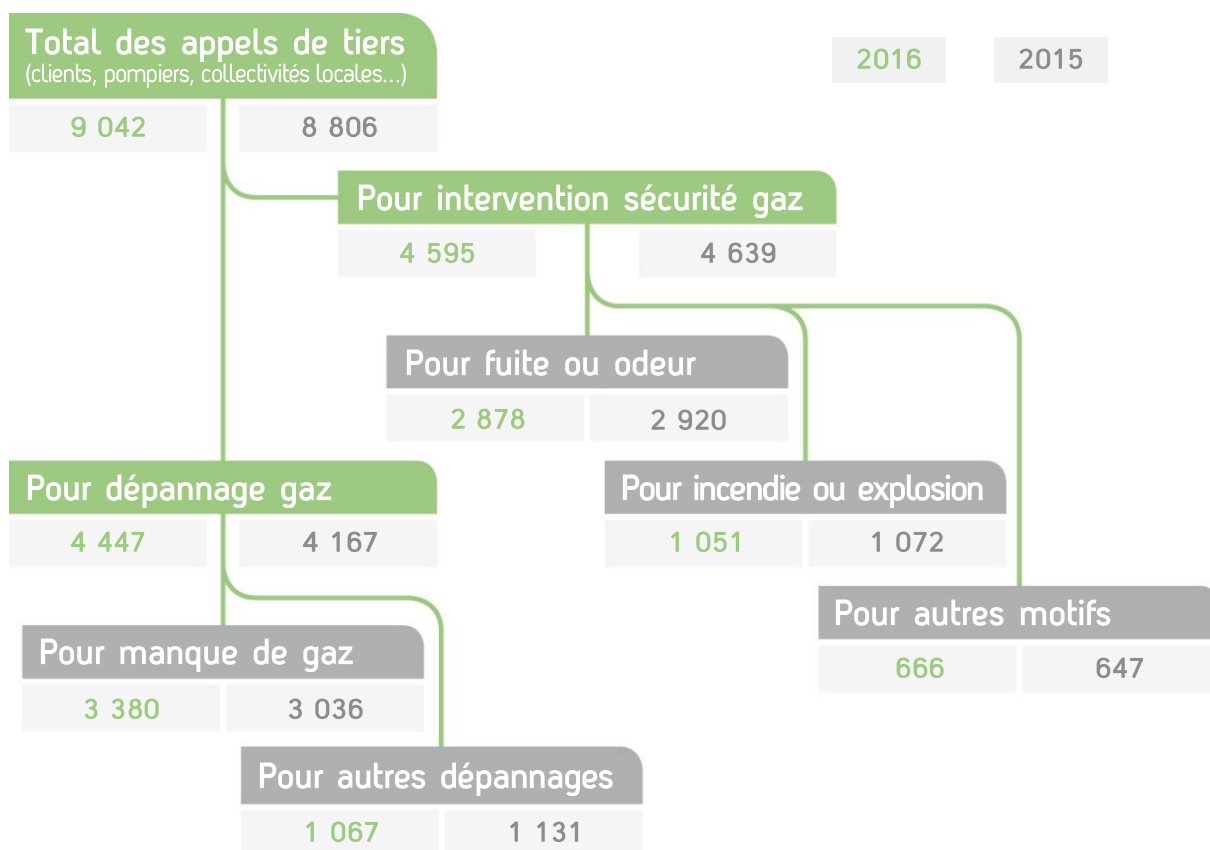 Total des appels de tiers
(clients, pompiers, collectivités locales...)
2016 2015
9 042 8 806
Pour intervention sécurité gaz
4 595 4 639
Pour fuite ou odeur
2 878 2 920
Pour dépannage gaz
4 447 4 167
Pour incendie ou explosion
1 051 1 072
Pour autres motifs
666 647
Pour manque de gaz
3 380 3 036
Pour autres dépannages
1 067 1 131